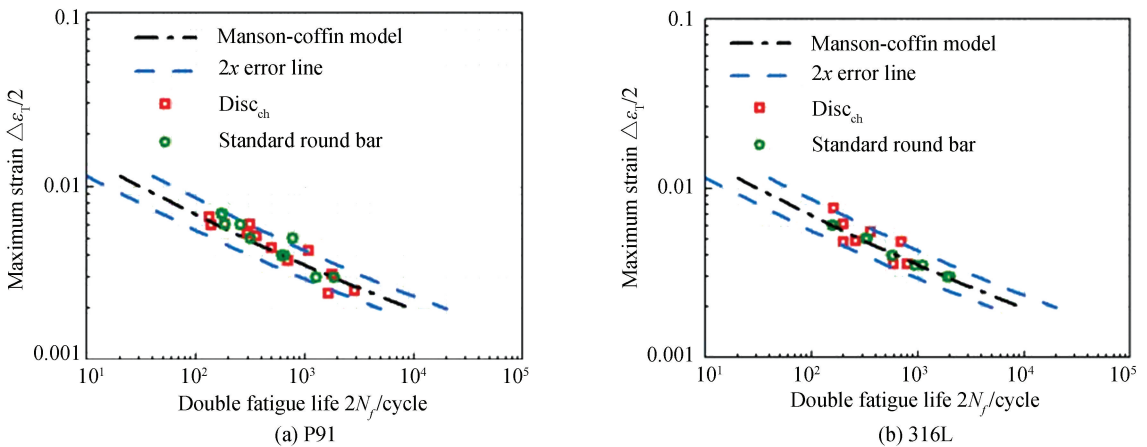 0.1
Manson-coffin model
2x error line
Disc_ch
Standard round bar
0.01
0.001
Maximum strain △ε_T/2
10¹ 10² 10³ 10⁴ 10⁵
Double fatigue life 2N_f/cycle
(a) P91
0.1
Manson-coffin model
2x error line
Disc_ch
Standard round bar
0.01
0.001
Maximum strain △ε_T/2
10¹ 10² 10³ 10⁴ 10⁵
Double fatigue life 2N_f/cycle
(b) 316L